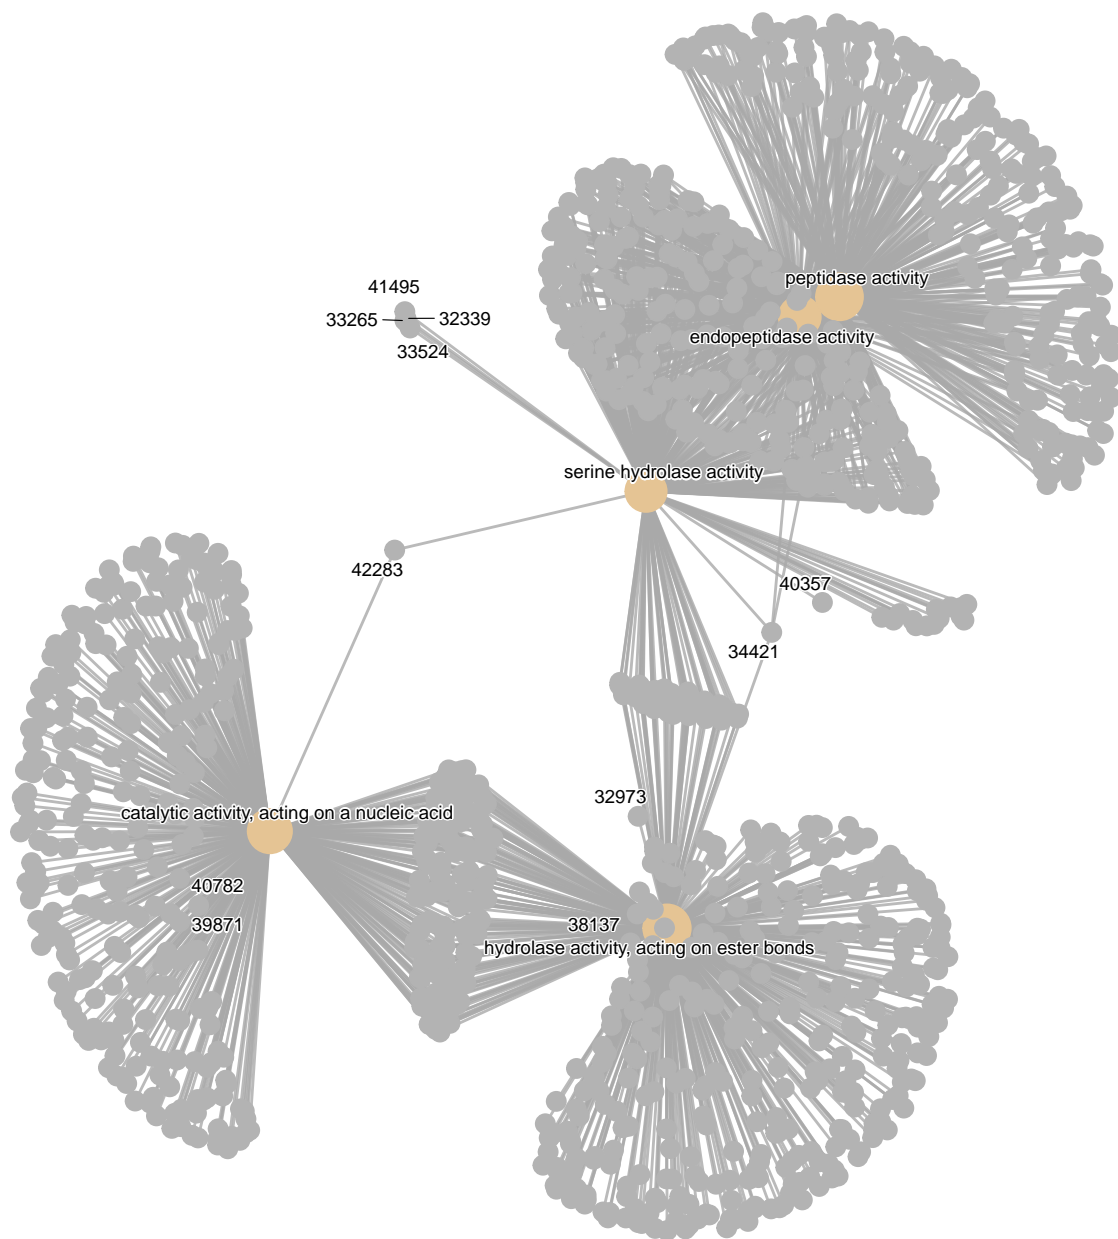 peptidase activity
41495
33265
32339
endopeptidase activity
33524
serine hydrolase activity
42283
40357
34421
32973
catalytic activity, acting on a nucleic acid
40782
39871
38137
hydrolase activity, acting on ester bonds